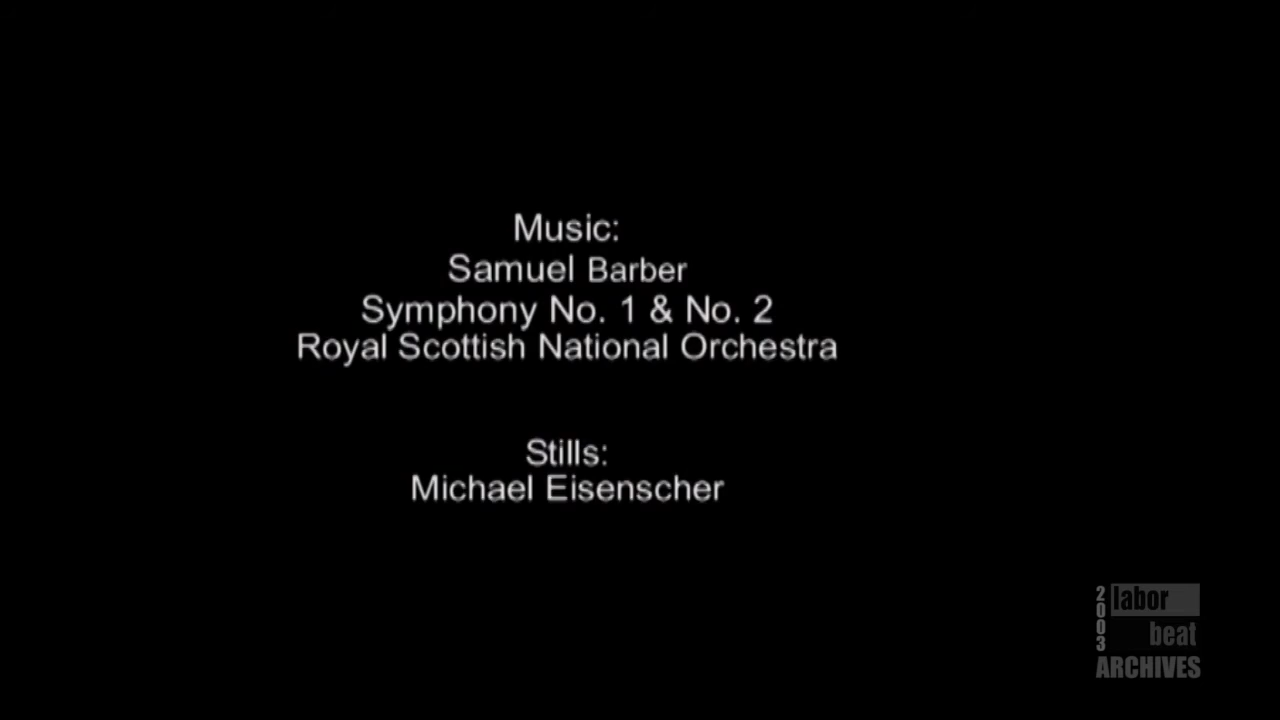 Music:
Samuel Barber
Symphony No. 1 & No. 2
Royal Scottish National Orchestra
Stills:
Michael Eisenscher
2003
labor
beat
ARCHIVES